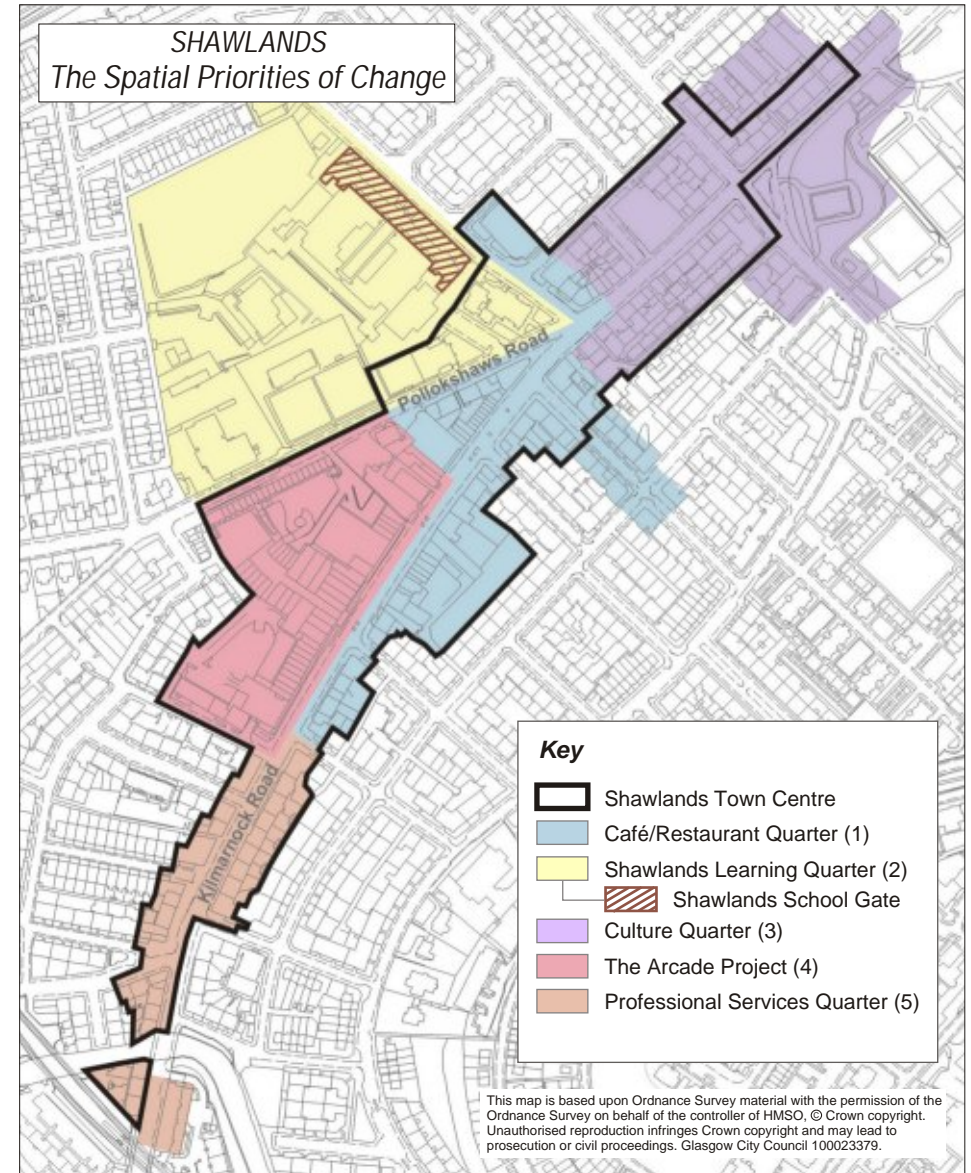 SHAWLANDS
The Spatial Priorities of Change
Pollokshaws Road
Kilmarnock Road
Key
Shawlands Town Centre
Café/Restaurant Quarter (1)
Shawlands Learning Quarter (2)
Shawlands School Gate
Culture Quarter (3)
The Arcade Project (4)
Professional Services Quarter (5)
This map is based upon Ordnance Survey material with the permission of the
Ordnance Survey on behalf of the controller of HMSO, © Crown copyright.
Unauthorised reproduction infringes Crown copyright and may lead to
prosecution or civil proceedings. Glasgow City Council 100023379.